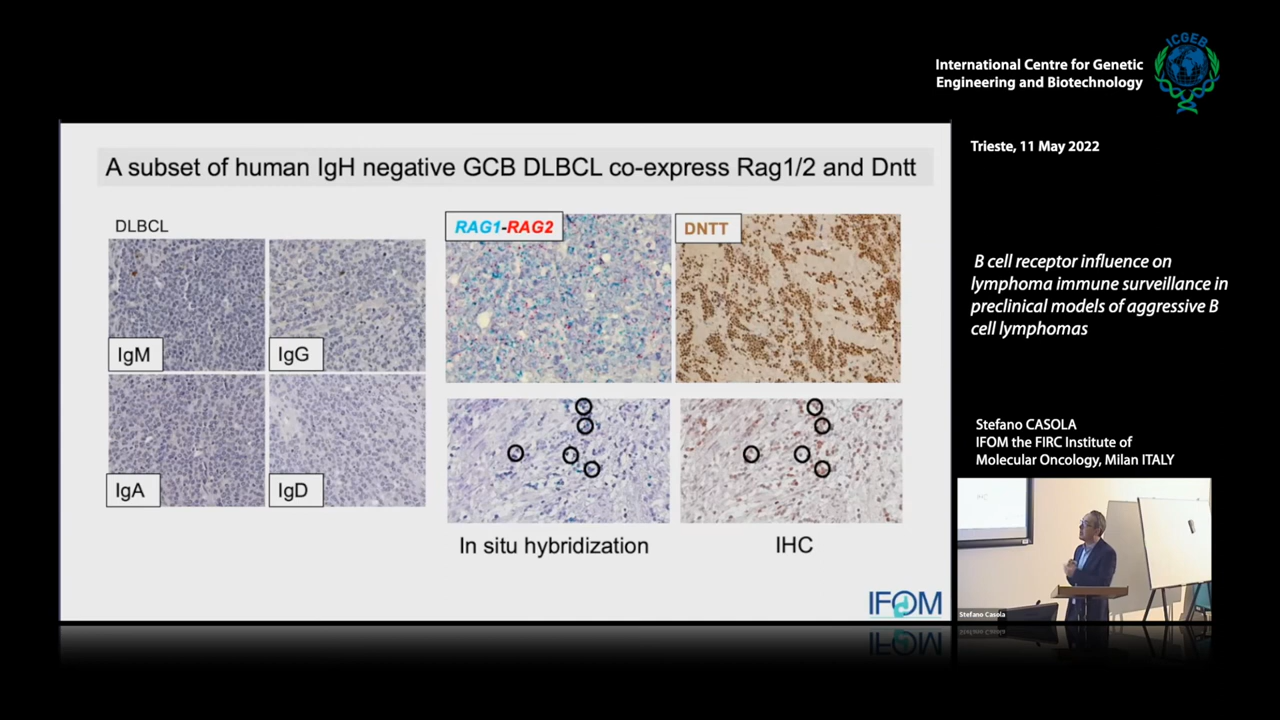 ICGEB
International Centre for Genetic
Engineering and Biotechnology
Trieste, 11 May 2022
A subset of human IgH negative GCB DLBCL co-express Rag1/2 and Dntt
DLBCL
IgM
IgG
IgA
IgD
RAG1-RAG2
DNTT
In situ hybridization
IHC
IFOM
B cell receptor influence on
lymphoma immune surveillance in
preclinical models of aggressive B
cell lymphomas
Stefano CASOLA
IFOM the FIRC Institute of
Molecular Oncology, Milan ITALY
Stefano Casola